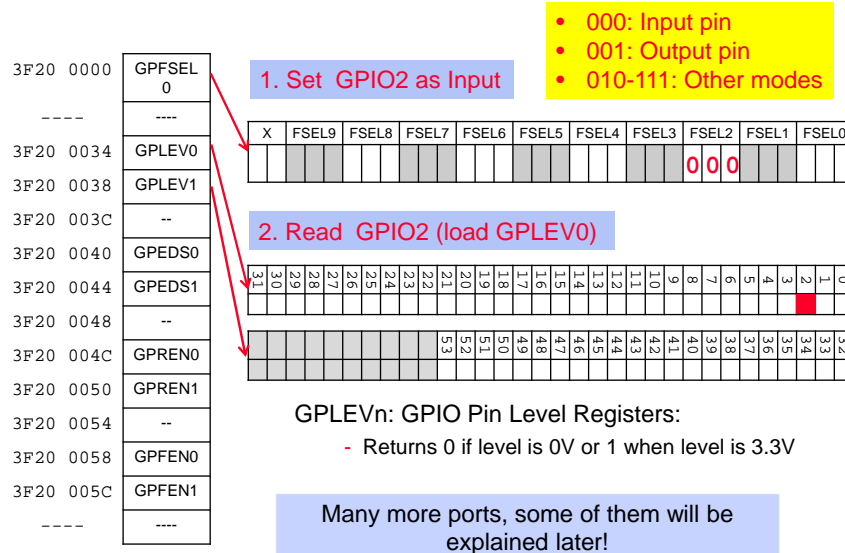 • 000: Input pin
• 001: Output pin
• 010-111: Other modes
1. Set GPIO2 as Input
3F20 0000 GPFSEL
0
---- ----
3F20 0034 GPLEV0
3F20 0038 GPLEV1
3F20 003C --
3F20 0040 GPEDS0
3F20 0044 GPEDS1
3F20 0048 --
3F20 004C GPREN0
3F20 0050 GPREN1
3F20 0054 --
3F20 0058 GPFEN0
3F20 005C GPFEN1
---- ----
X FSEL9 FSEL8 FSEL7 FSEL6 FSEL5 FSEL4 FSEL3 FSEL2 FSEL1 FSEL0
0 0 0
2. Read GPIO2 (load GPLEV0)
31 30 29 28 27 26 25 24 23 22 21 20 19 18 17 16 15 14 13 12 11 10 9 8 7 6 5 4 3 2 1 0
53 52 51 50 49 48 47 46 45 44 43 42 41 40 39 38 37 36 35 34 33 32
GPLEVn: GPIO Pin Level Registers:
- Returns 0 if level is 0V or 1 when level is 3.3V
Many more ports, some of them will be
explained later!